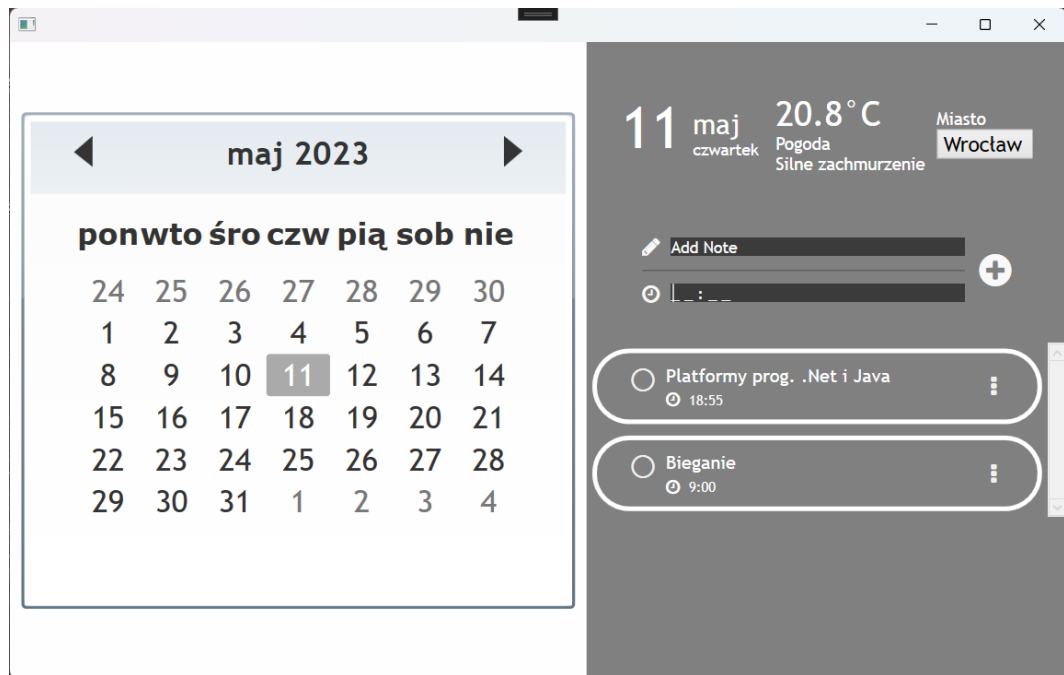 maj 2023
pon wto śro czw pią sob nie
24 25 26 27 28 29 30
1 2 3 4 5 6 7
8 9 10 11 12 13 14
15 16 17 18 19 20 21
22 23 24 25 26 27 28
29 30 31 1 2 3 4
11
maj
czwartek
20.8°C
Pogoda
Silne zachmurzenie
Miasto
Wrocław
Add Note
__:__
Platformy prog. .Net i Java
18:55
Bieganie
9:00